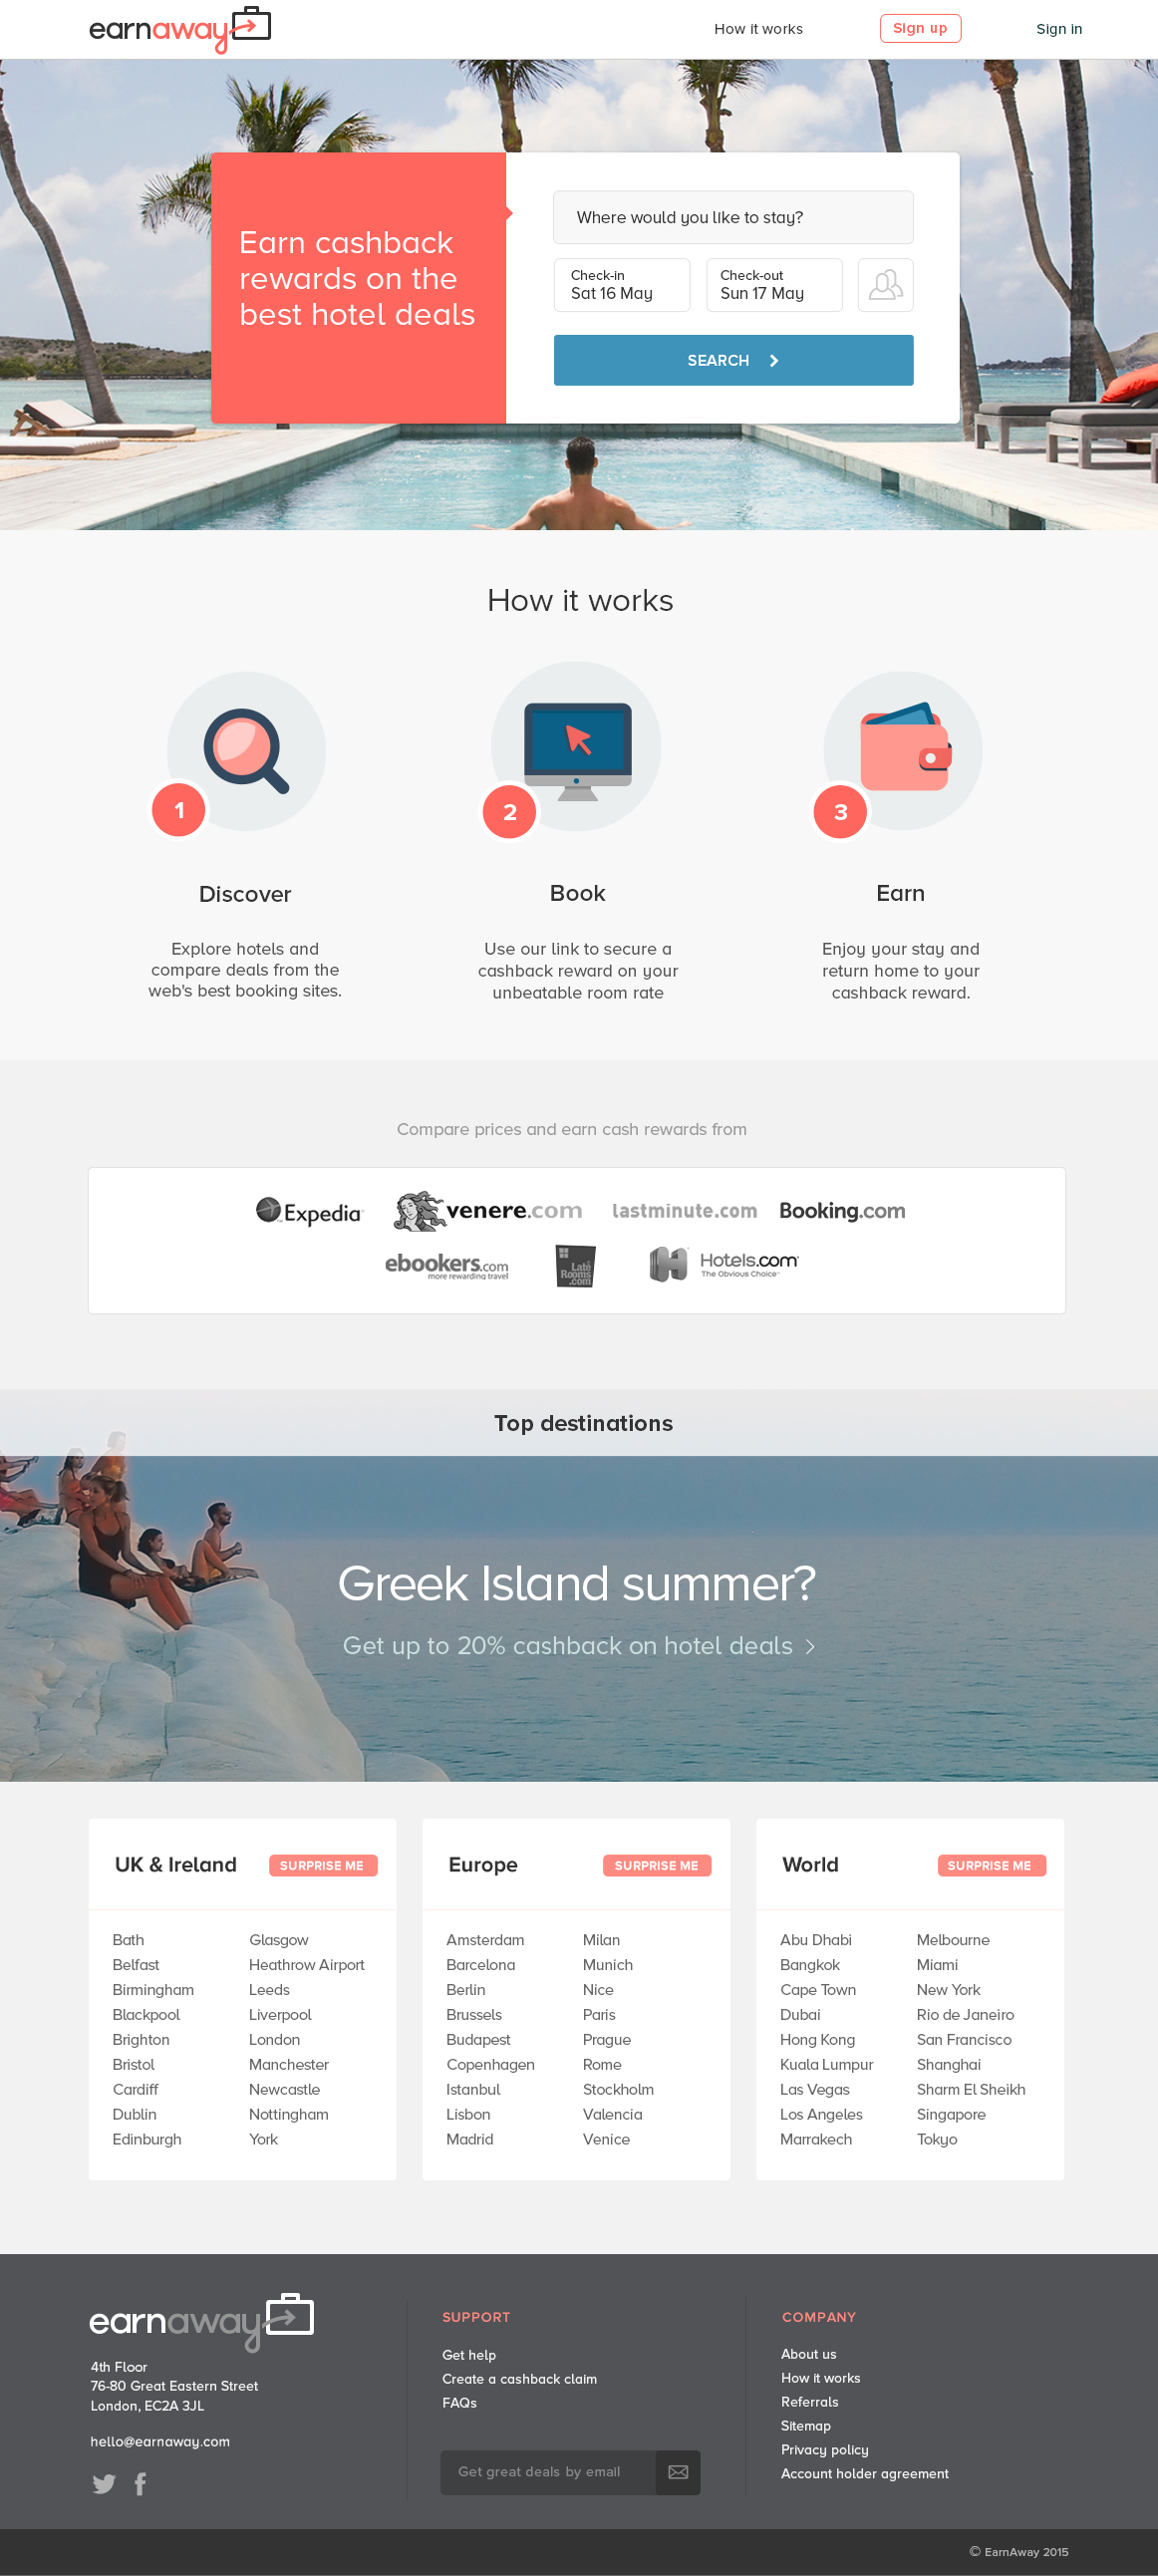 earnaway
How it works
Sign up
Sign in
Earn cashback
rewards on the
best hotel deals
Where would you like to stay?
Check-in
Sat 16 May
Check-out
Sun 17 May
SEARCH
How it works
1
Discover
Explore hotels and
compare deals from the
web's best booking sites.
2
Book
Use our link to secure a
cashback reward on your
unbeatable room rate
3
Earn
Enjoy your stay and
return home to your
cashback reward.
Compare prices and earn cash rewards from
Expedia
venere.com
lastminute.com
Booking.com
ebookers.com
more rewarding travel
Late
Rooms
.com
Hotels.com
The Obvious Choice
Top destinations
Greek Island summer?
Get up to 20% cashback on hotel deals
UK & Ireland
SURPRISE ME
Bath
Belfast
Birmingham
Blackpool
Brighton
Bristol
Cardiff
Dublin
Edinburgh
Glasgow
Heathrow Airport
Leeds
Liverpool
London
Manchester
Newcastle
Nottingham
York
Europe
SURPRISE ME
Amsterdam
Barcelona
Berlin
Brussels
Budapest
Copenhagen
Istanbul
Lisbon
Madrid
Milan
Munich
Nice
Paris
Prague
Rome
Stockholm
Valencia
Venice
World
SURPRISE ME
Abu Dhabi
Bangkok
Cape Town
Dubai
Hong Kong
Kuala Lumpur
Las Vegas
Los Angeles
Marrakech
Melbourne
Miami
New York
Rio de Janeiro
San Francisco
Shanghai
Sharm El Sheikh
Singapore
Tokyo
earnaway
4th Floor
76-80 Great Eastern Street
London, EC2A 3JL
hello@earnaway.com
SUPPORT
Get help
Create a cashback claim
FAQs
Get great deals by email
COMPANY
About us
How it works
Referrals
Sitemap
Privacy policy
Account holder agreement
© EarnAway 2015